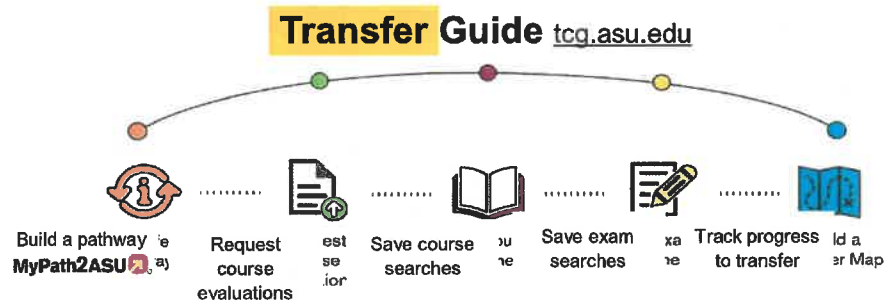 Transfer Guide tcg.asu.edu
Build a pathway
MyPath2ASU
Request
course
evaluations
Save course
searches
Save exam
searches
Track progress
to transfer